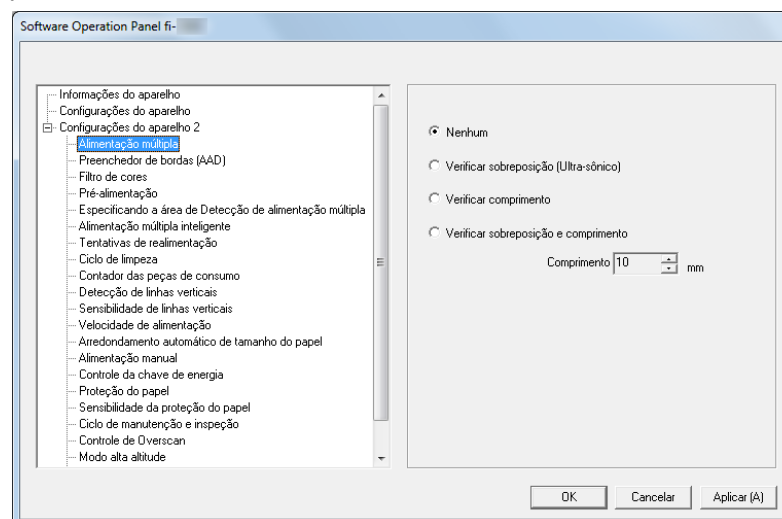 Software Operation Panel fi-
Informações do aparelho
Configurações do aparelho
Configurações do aparelho 2
Alimentação múltipla
Preenchedor de bordas (AAD)
Filtro de cores
Pré-alimentação
Especificando a área de Detecção de alimentação múltipla
Alimentação múltipla inteligente
Tentativas de realimentação
Ciclo de limpeza
Contador das peças de consumo
Detecção de linhas verticais
Sensibilidade de linhas verticais
Velocidade de alimentação
Arredondamento automático de tamanho do papel
Alimentação manual
Controle da chave de energia
Proteção do papel
Sensibilidade da proteção do papel
Ciclo de manutenção e inspeção
Controle de Overscan
Modo alta altitude
Nenhum
Verificar sobreposição (Ultra-sônico)
Verificar comprimento
Verificar sobreposição e comprimento
Comprimento 10 mm
OK Cancelar Aplicar (A)